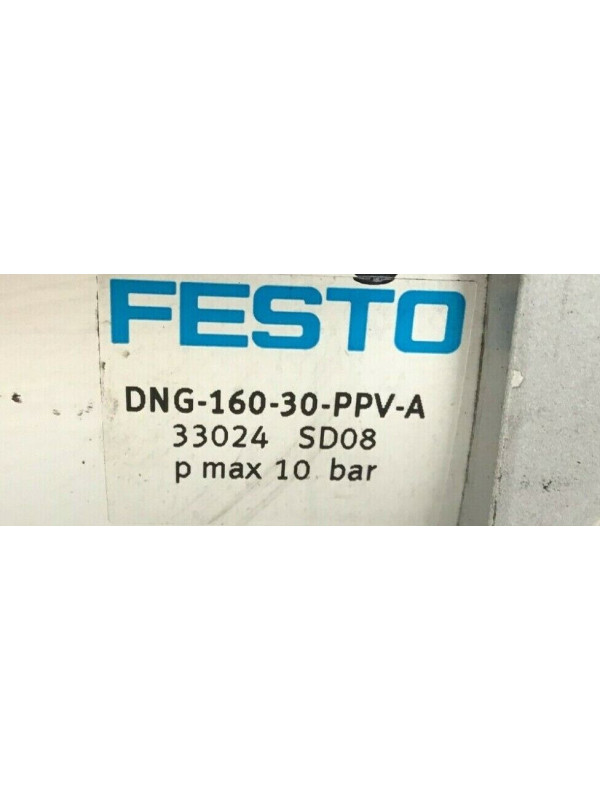 FESTO
DNG-160-30-PPV-A
33024 SD08
p max 10 bar